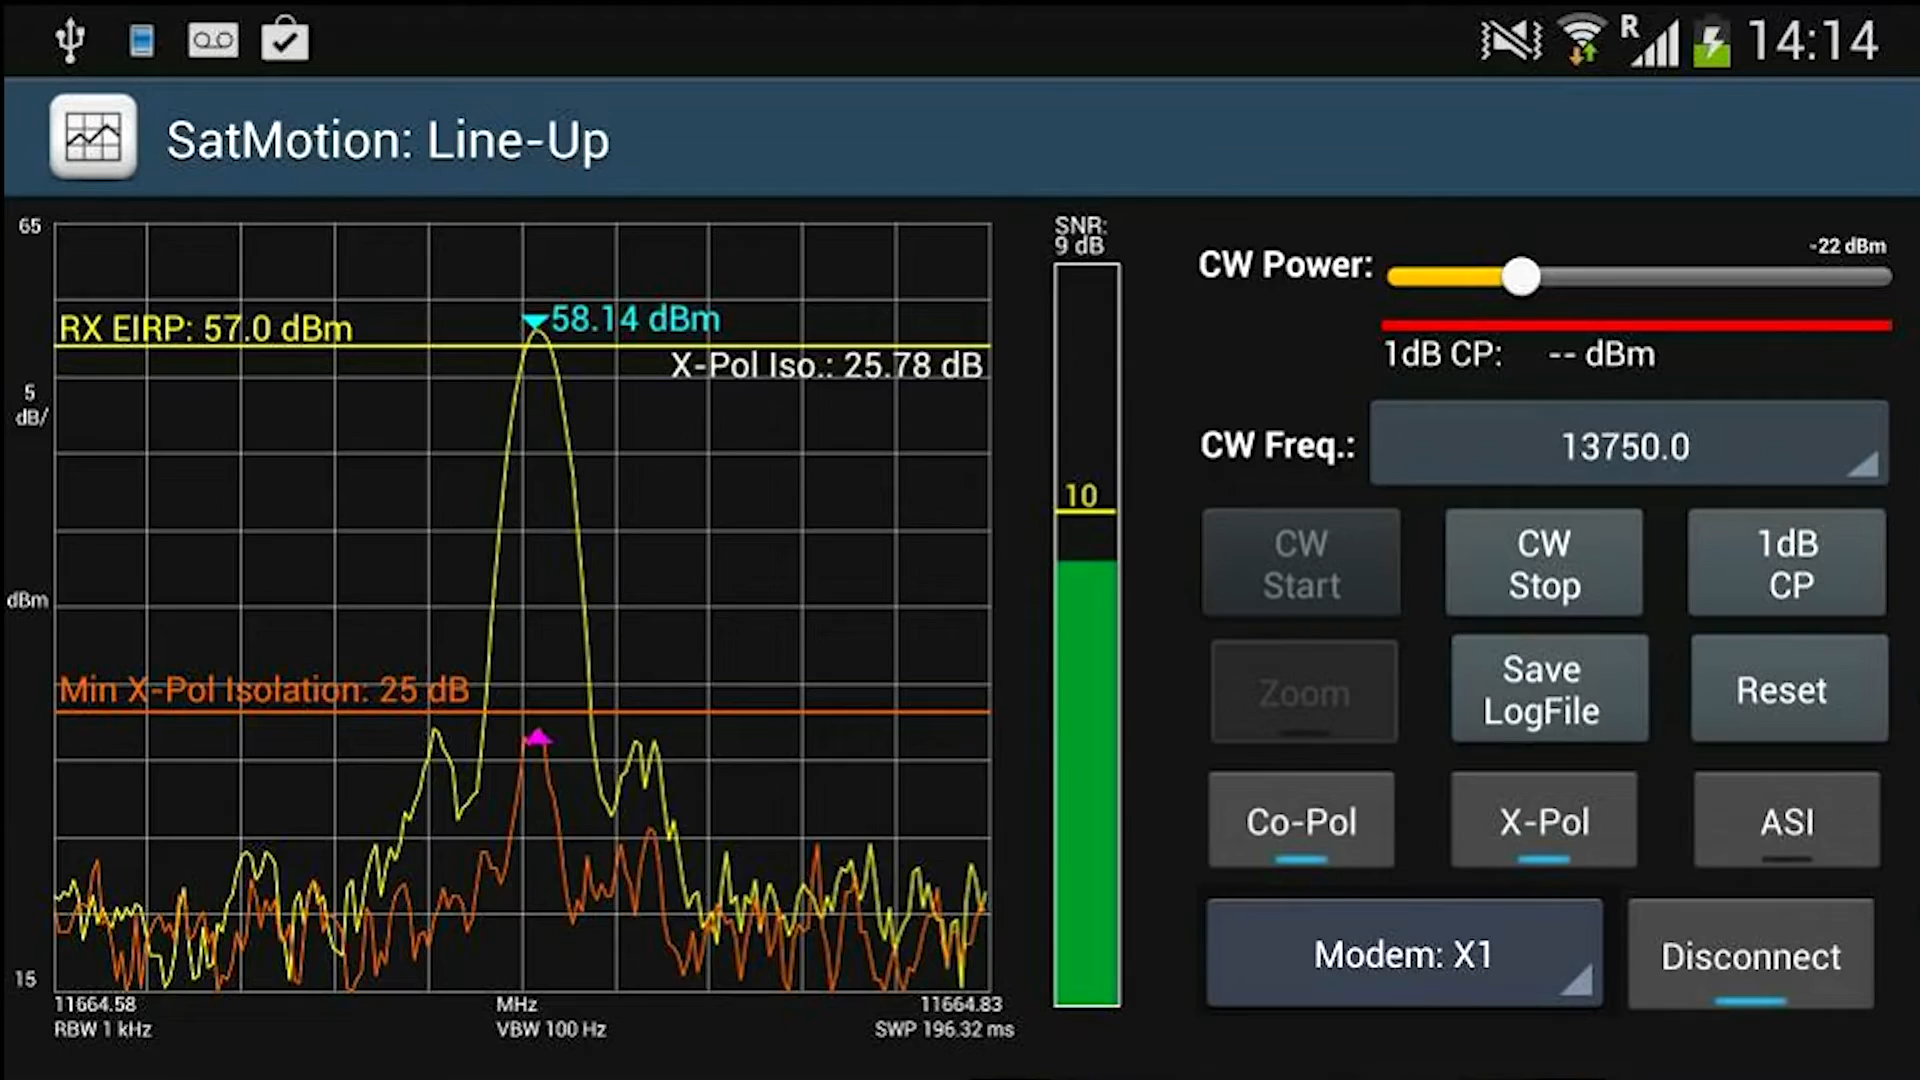 R 14:14
SatMotion: Line-Up
65
RX EIRP: 57.0 dBm
58.14 dBm
X-Pol Iso.: 25.78 dB
5
dB/
dBm
Min X-Pol Isolation: 25 dB
15
11664.58 MHz 11664.83
RBW 1 kHz VBW 100 Hz SWP 196.32 ms
SNR:
9 dB
10
CW Power:
-22 dBm
1dB CP: -- dBm
CW Freq.: 13750.0
CW
Start
CW
Stop
1dB
CP
Zoom
Save
LogFile
Reset
Co-Pol
X-Pol
ASI
Modem: X1
Disconnect